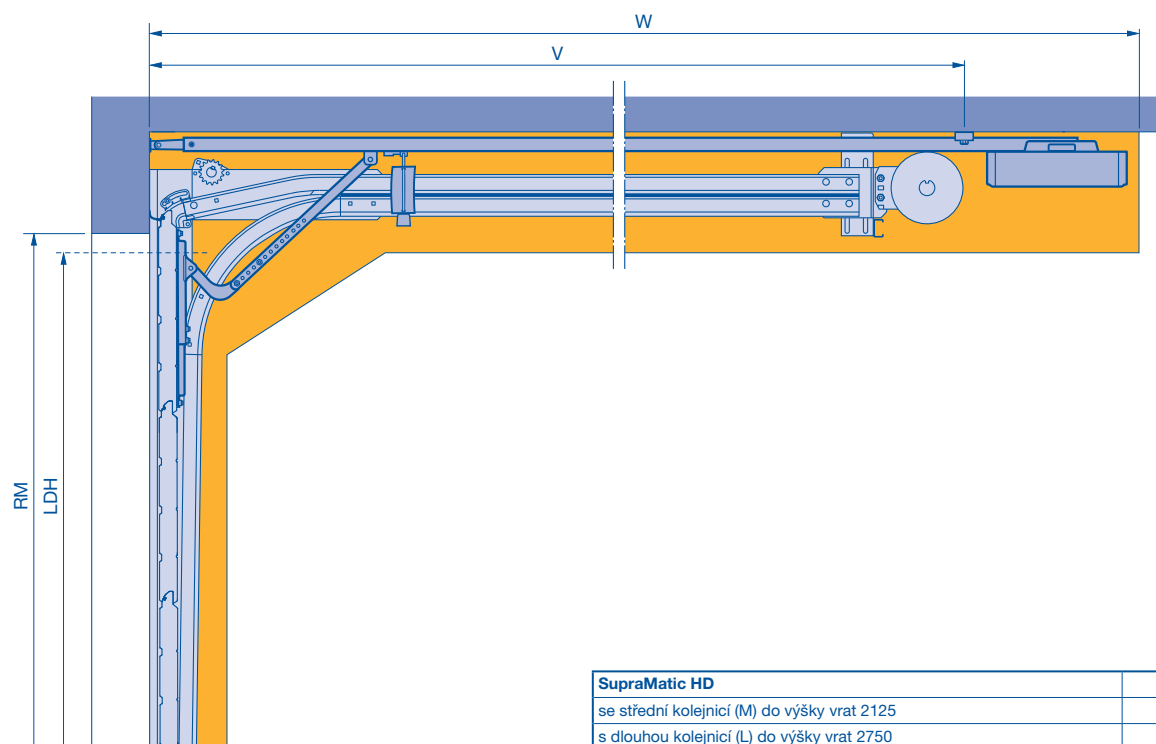 W
V
RM
LDH
SupraMatic HD
se střední kolejnicí (M) do výšky vrat 2125
s dlouhou kolejnicí (L) do výšky vrat 2750